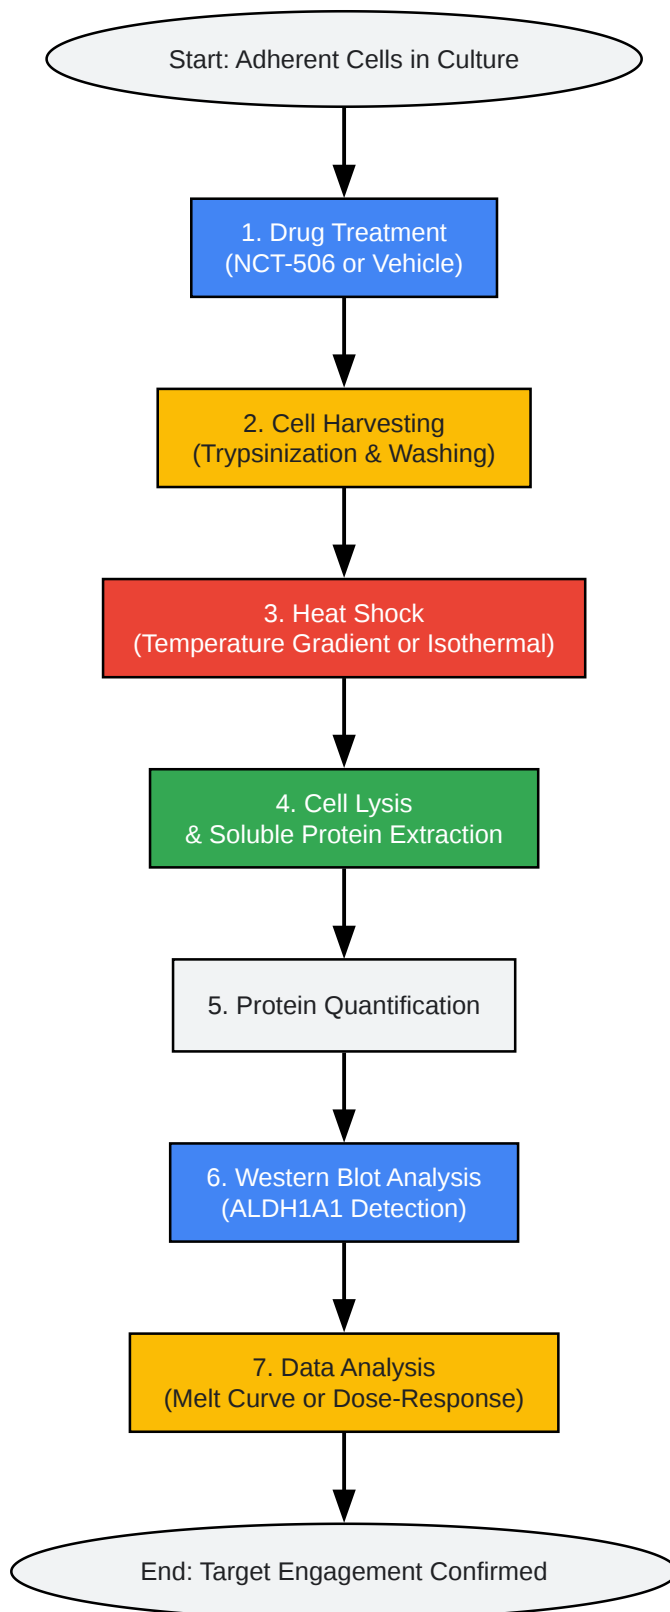 Start: Adherent Cells in Culture
1. Drug Treatment
(NCT-506 or Vehicle)
2. Cell Harvesting
(Trypsinization & Washing)
3. Heat Shock
(Temperature Gradient or Isothermal)
4. Cell Lysis
& Soluble Protein Extraction
5. Protein Quantification
6. Western Blot Analysis
(ALDH1A1 Detection)
7. Data Analysis
(Melt Curve or Dose-Response)
End: Target Engagement Confirmed